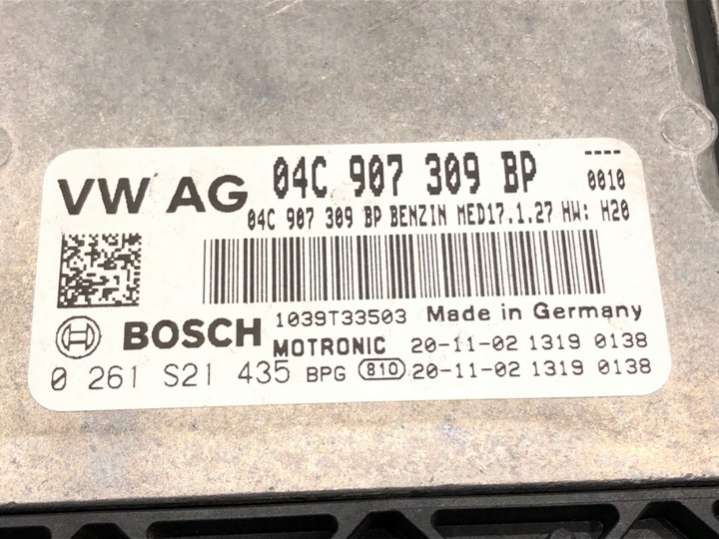 VW AG 04C 907 309 BP ----
0010
04C 907 309 BP BENZIN MED17.1.27 HW: H20
1039T33503 Made in Germany
BOSCH
MOTRONIC 20-11-02 1319 0138
0 261 S21 435 BPG 810 20-11-02 1319 0138